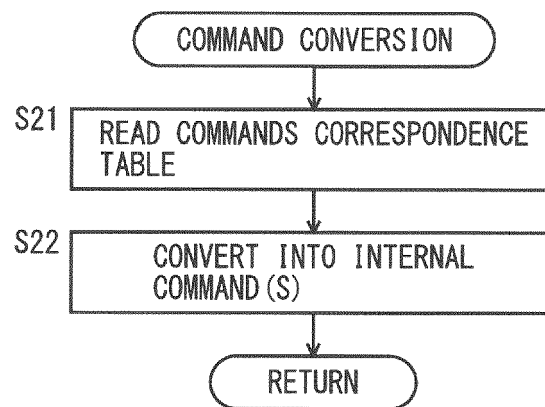 COMMAND CONVERSION
S21
READ COMMANDS CORRESPONDENCE
TABLE
S22
CONVERT INTO INTERNAL
COMMAND(S)
RETURN